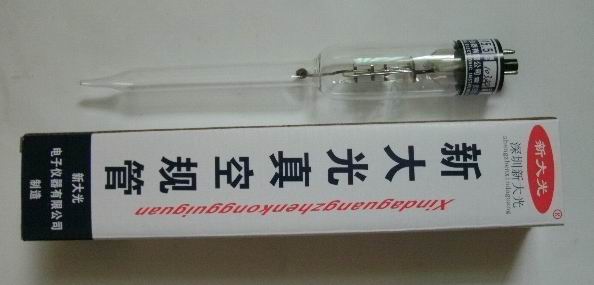 新大光
®
深圳新大光
新大光真空规管
Xindaguangzhenkongguiguan
新大光
电子仪器有限公司
制造